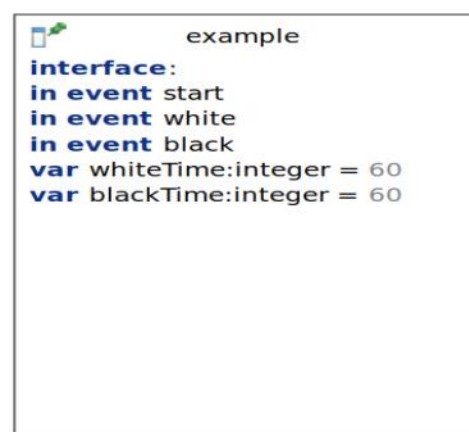 example
interface:
in event start
in event white
in event black
var whiteTime:integer = 60
var blackTime:integer = 60